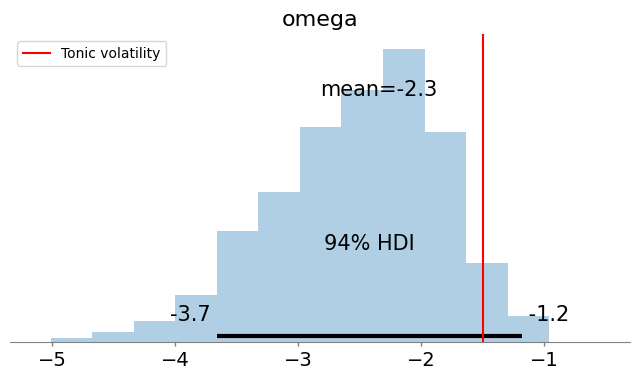 omega
Tonic volatility
mean=-2.3
94% HDI
-3.7
-1.2
−5 −4 −3 −2 −1